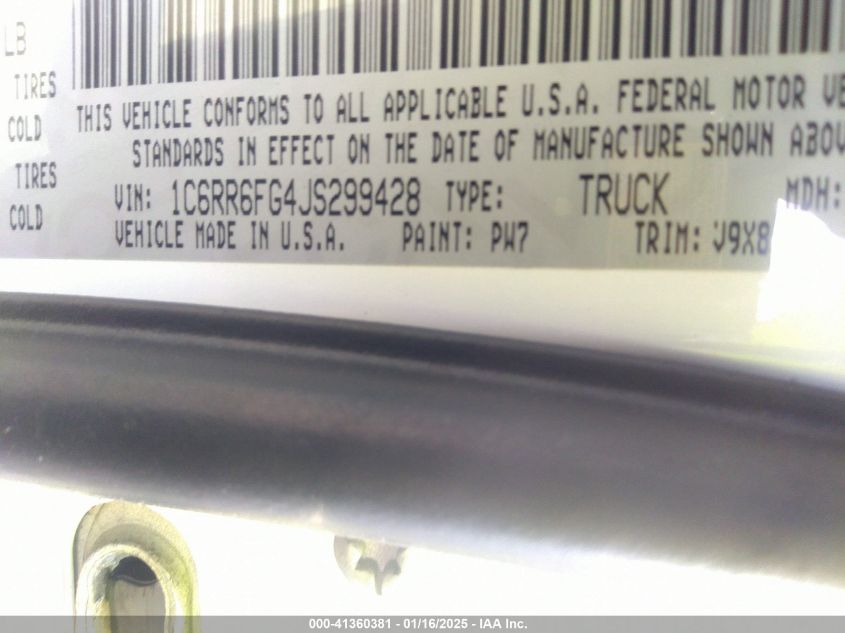 LB
TIRES
COLD
TIRES
COLD
THIS VEHICLE CONFORMS TO ALL APPLICABLE U.S.A. FEDERAL MOTOR VE
STANDARDS IN EFFECT ON THE DATE OF MANUFACTURE SHOWN ABOV
VIN: 1C6RR6FG4JS299428 TYPE: TRUCK MDH:
VEHICLE MADE IN U.S.A. PAINT: PW7 TRIM: V9X8
000-41360381 - 01/16/2025 - IAA Inc.